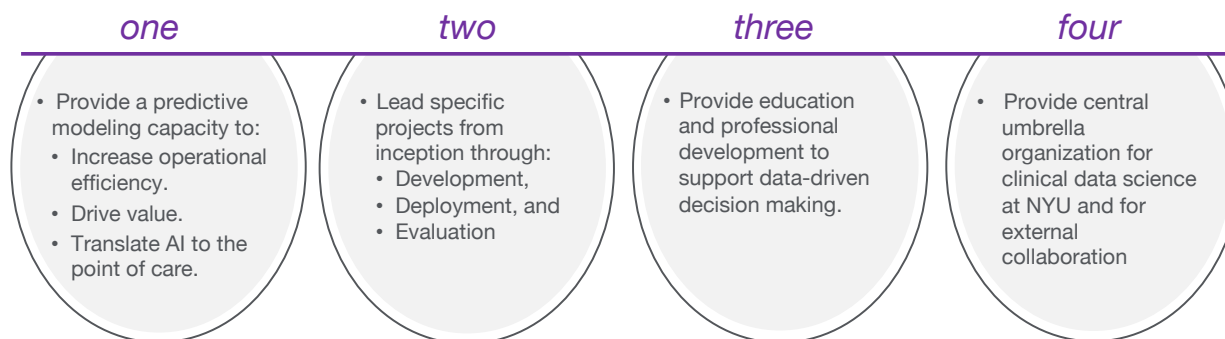 one
• Provide a predictive
modeling capacity to:
• Increase operational
efficiency.
• Drive value.
• Translate AI to the
point of care.
two
• Lead specific
projects from
inception through:
• Development,
• Deployment, and
• Evaluation
three
• Provide education
and professional
development to
support data-driven
decision making.
four
• Provide central
umbrella
organization for
clinical data science
at NYU and for
external
collaboration